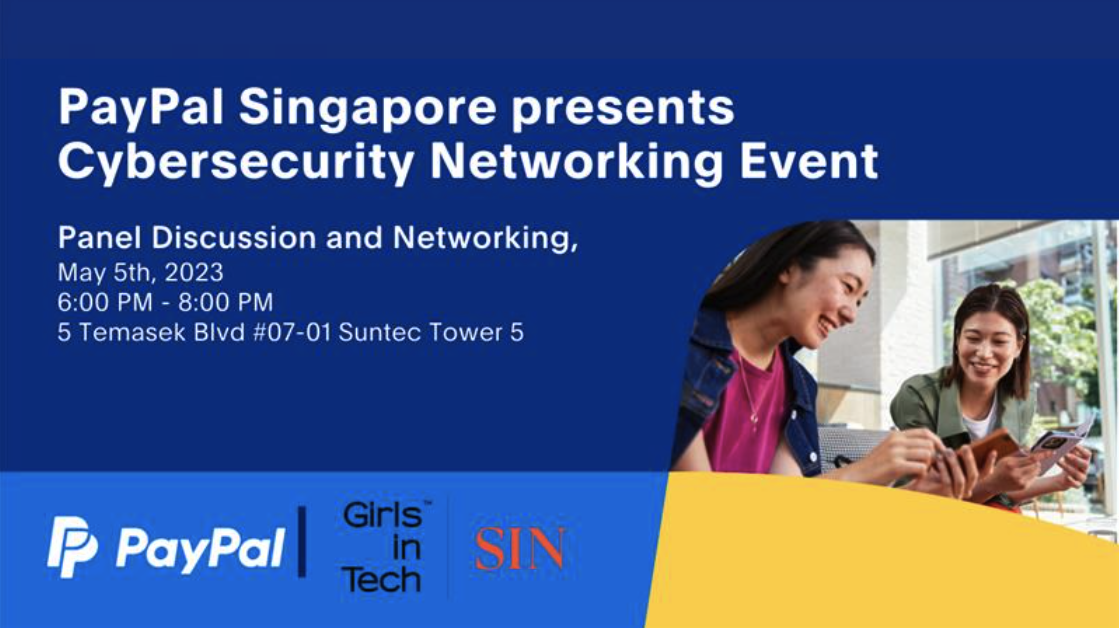 PayPal Singapore presents
Cybersecurity Networking Event
Panel Discussion and Networking,
May 5th, 2023
6:00 PM - 8:00 PM
5 Temasek Blvd #07-01 Suntec Tower 5
PayPal
Girls™
in
Tech
SIN